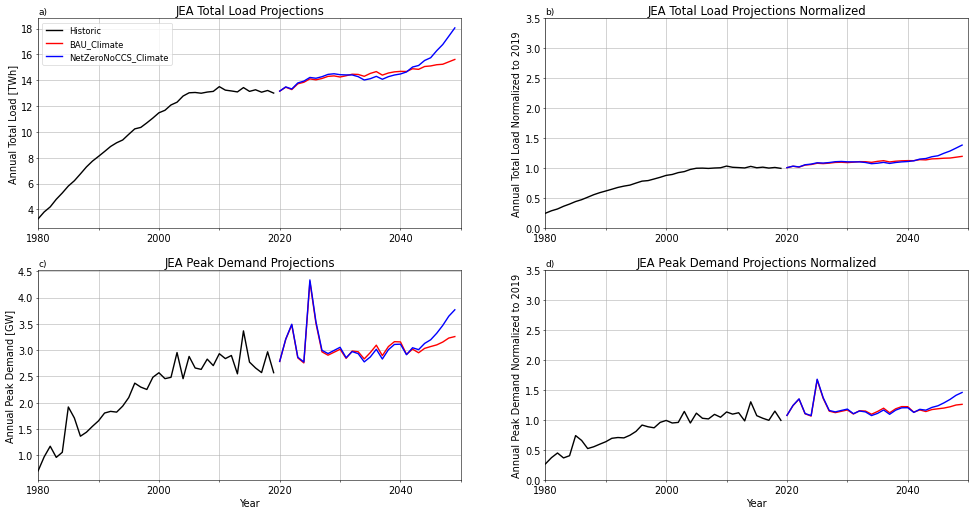 a)
JEA Total Load Projections
Annual Total Load [TWh]
18
16
14
12
10
8
6
4
Historic
BAU_Climate
NetZeroNoCCS_Climate
1980
2000
2020
2040
b)
JEA Total Load Projections Normalized
Annual Total Load Normalized to 2019
3.5
3.0
2.5
2.0
1.5
1.0
0.5
0.0
1980
2000
2020
2040
c)
JEA Peak Demand Projections
Annual Peak Demand [GW]
4.5
4.0
3.5
3.0
2.5
2.0
1.5
1.0
1980
2000
2020
2040
Year
d)
JEA Peak Demand Projections Normalized
Annual Peak Demand Normalized to 2019
3.5
3.0
2.5
2.0
1.5
1.0
0.5
0.0
1980
2000
2020
2040
Year